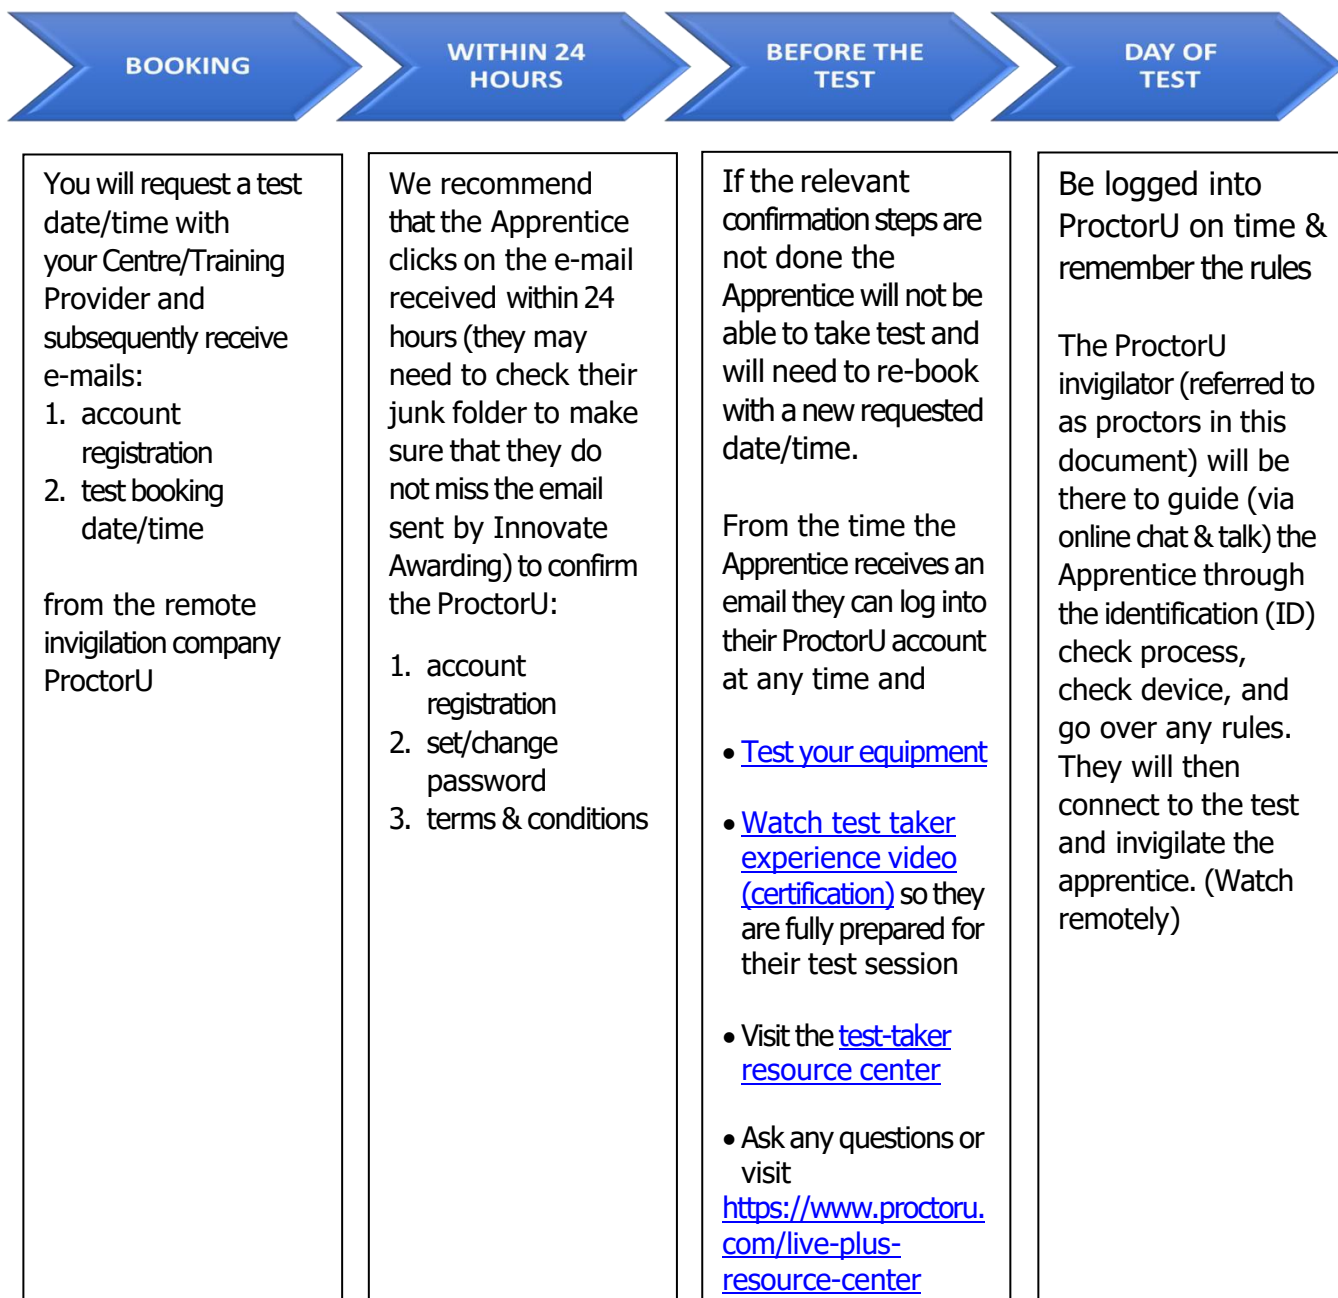 BOOKING
WITHIN 24
HOURS
BEFORE THE
TEST
DAY OF
TEST
You will request a test
date/time with
your Centre/Training
Provider and
subsequently receive
e-mails:
1. account
registration
2. test booking
date/time
from the remote
invigilation company
ProctorU
We recommend
that the Apprentice
clicks on the e-mail
received within 24
hours (they may
need to check their
junk folder to make
sure that they do
not miss the email
sent by Innovate
Awarding) to confirm
the ProctorU:
1. account
registration
2. set/change
password
3. terms & conditions
If the relevant
confirmation steps are
not done the
Apprentice will not be
able to take test and
will need to re-book
with a new requested
date/time.
From the time the
Apprentice receives an
email they can log into
their ProctorU account
at any time and
• Test your equipment
• Watch test taker
experience video
(certification) so they
are fully prepared for
their test session
• Visit the test-taker
resource center
• Ask any questions or
visit
https://www.proctoru.
com/live-plus-
resource-center
Be logged into
ProctorU on time &
remember the rules
The ProctorU
invigilator (referred to
as proctors in this
document) will be
there to guide (via
online chat & talk) the
Apprentice through
the identification (ID)
check process,
check device, and
go over any rules.
They will then
connect to the test
and invigilate the
apprentice. (Watch
remotely)